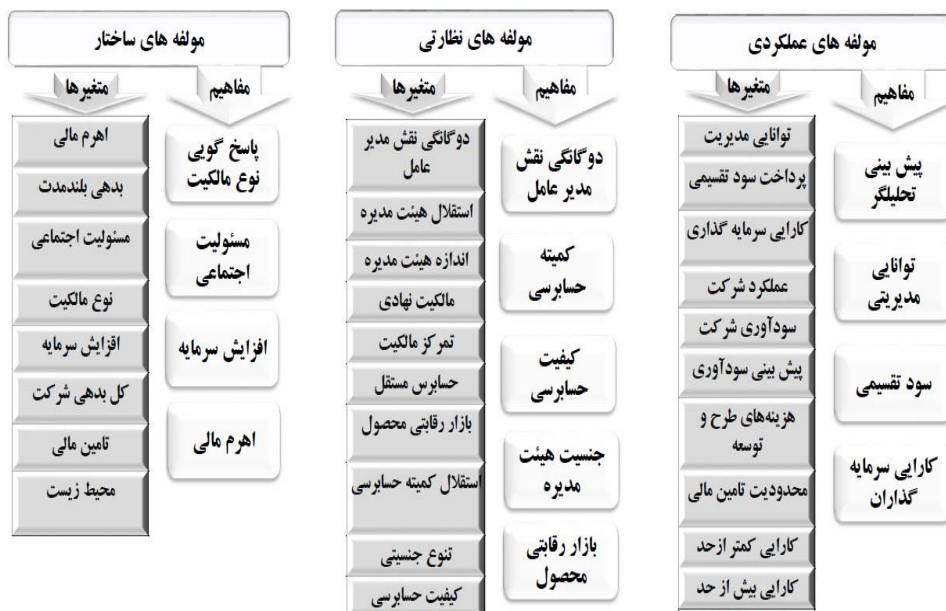 مولفه های عملکردی
مفاهیم
متغیرها
پیش بینی
تحلیلگر
توانایی
مدیریتی
سود تقسیمی
کارایی سرمایه
گذاران
توانایی مدیریت
پرداخت سود تقسیمی
کارایی سرمایه گذاری
عملکرد شرکت
سودآوری شرکت
پیش بینی سودآوری
هزینه‌های طرح و
توسعه
محدودیت تامین مالی
کارایی کمتر ازحد
کارایی بیش از حد
مولفه های نظارتی
مفاهیم
متغیرها
دوگانگی نقش
مدیر عامل
کمیته
حسابرسی
کیفیت
حسابرسی
جنسیت هیئت
مدیره
بازار رقابتی
محصول
دوگانگی نقش مدیر
عامل
استقلال هیئت مدیره
اندازه هیئت مدیره
مالکیت نهادی
تمرکز مالکیت
حسابرس مستقل
بازار رقابتی محصول
استقلال کمیته حسابرسی
تنوع جنسیتی
کیفیت حسابرسی
مولفه های ساختار
مفاهیم
متغیرها
پاسخ گویی
نوع مالکیت
مسئولیت
اجتماعی
افزایش سرمایه
اهرم مالی
اهرم مالی
بدهی بلندمدت
مسئولیت اجتماعی
نوع مالکیت
افزایش سرمایه
کل بدهی شرکت
تامین مالی
محیط زیست